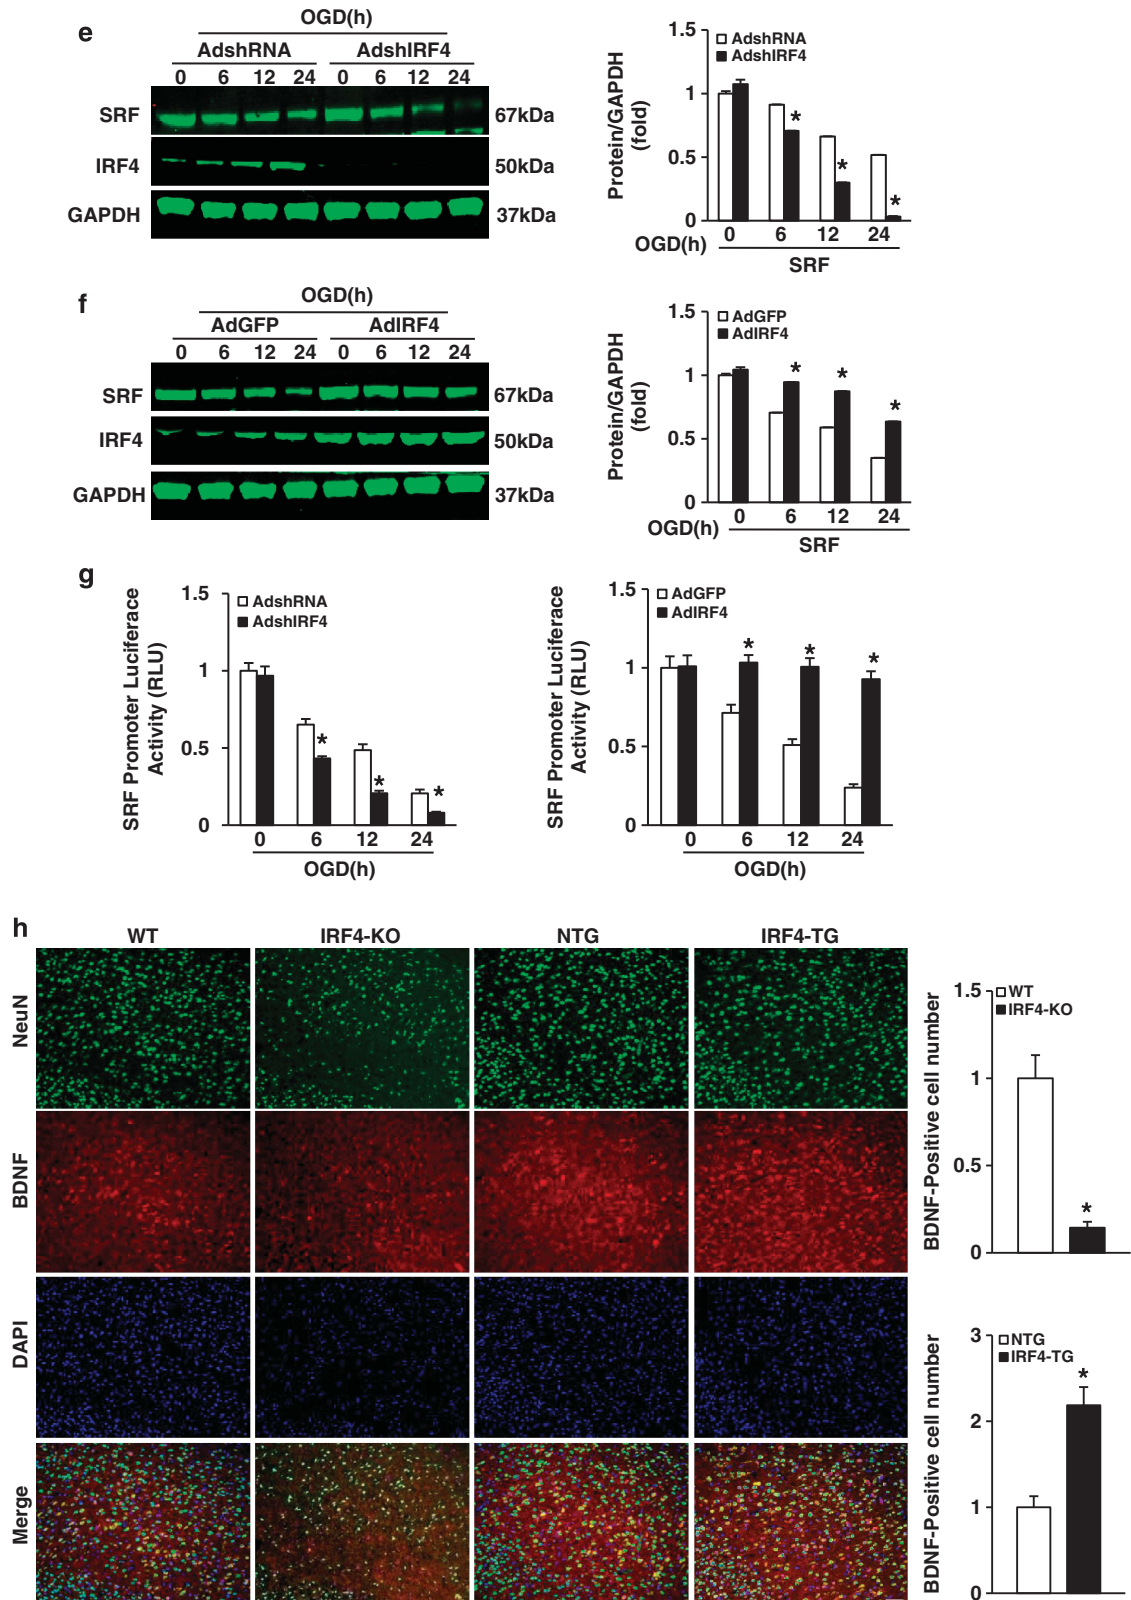 e
OGD(h)
AdshRNA AdshIRF4
0 6 12 24 0 6 12 24
SRF 67kDa
IRF4 50kDa
GAPDH 37kDa
Protein/GAPDH
(fold)
1.5
1
0.5
0
AdshRNA
AdshIRF4
*
*
*
0 6 12 24
OGD(h)
SRF
f
OGD(h)
AdGFP AdIRF4
0 6 12 24 0 6 12 24
SRF 67kDa
IRF4 50kDa
GAPDH 37kDa
Protein/GAPDH
(fold)
1.5
1
0.5
0
AdGFP
AdIRF4
* *
*
0 6 12 24
OGD(h)
SRF
g
SRF Promoter Luciferace
Activity (RLU)
1.5
1
0.5
0
AdshRNA
AdshIRF4
*
*
*
0 6 12 24
OGD(h)
SRF Promoter Luciferace
Activity (RLU)
1.5
1
0.5
0
AdGFP
AdIRF4
* * *
0 6 12 24
OGD(h)
h
WT IRF4-KO NTG IRF4-TG
NeuN
BDNF
DAPI
Merge
BDNF-Positive cell number
1.5
1
0.5
0
WT
IRF4-KO
*
BDNF-Positive cell number
3
2
1
0
NTG
IRF4-TG
*